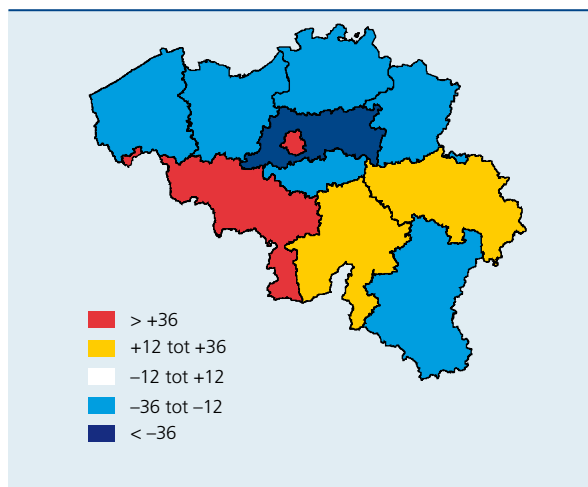 > +36
+12 tot +36
–12 tot +12
–36 tot –12
< –36